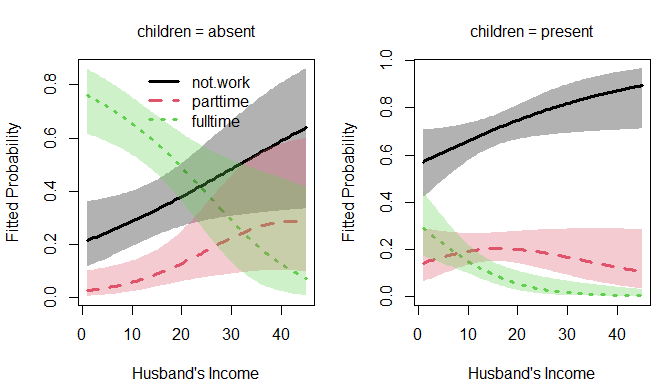 children = absent
children = present
Fitted Probability
0.0
0.2
0.4
0.6
0.8
not.work
parttime
fulltime
0
10
20
30
40
Husband's Income
Fitted Probability
0.0
0.2
0.4
0.6
0.8
1.0
0
10
20
30
40
Husband's Income